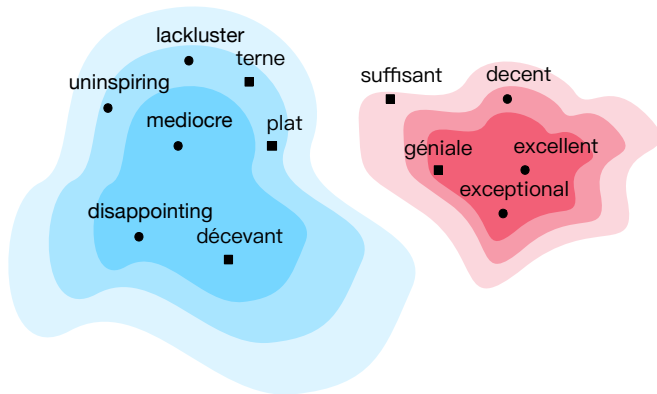 lackluster
terne
uninspiring
mediocre
plat
disappointing
décevant
suffisant
decent
géniale
excellent
exceptional